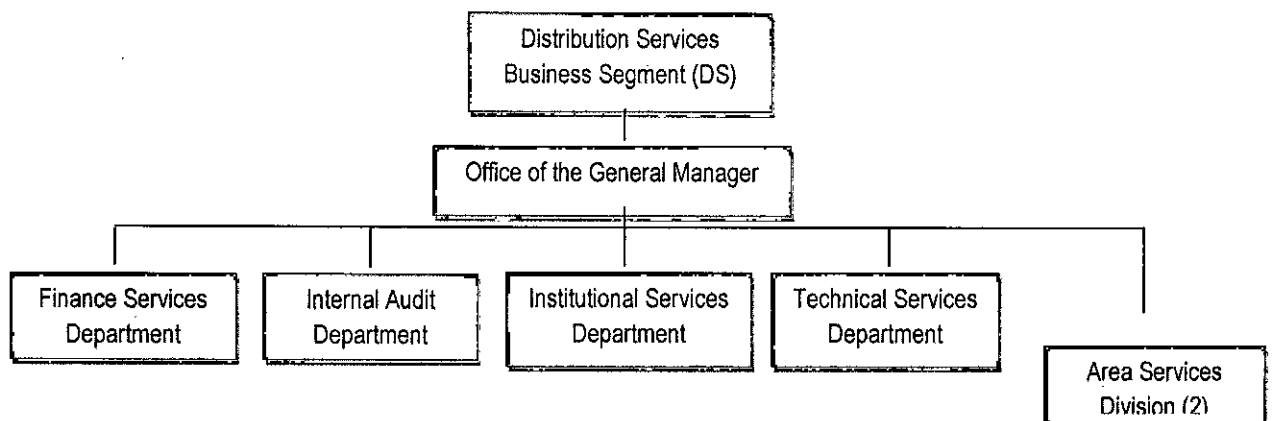 Distribution Services
Business Segment (DS)
Office of the General Manager
Finance Services
Department
Internal Audit
Department
Institutional Services
Department
Technical Services
Department
Area Services
Division (2)